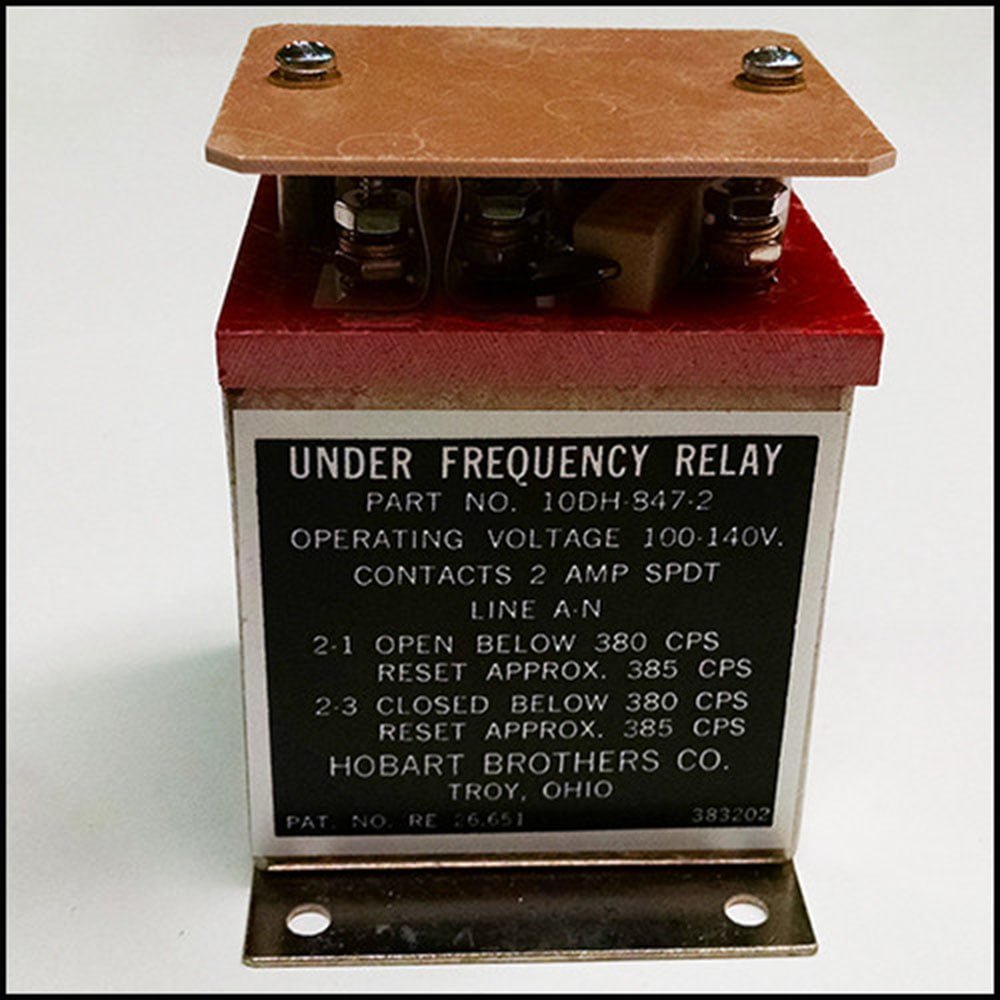 UNDER FREQUENCY RELAY
PART NO. 10DH-847-2
OPERATING VOLTAGE 100-140V.
CONTACTS 2 AMP SPDT
LINE A-N
2-1 OPEN BELOW 380 CPS
RESET APPROX. 385 CPS
2-3 CLOSED BELOW 380 CPS
RESET APPROX. 385 CPS
HOBART BROTHERS CO.
TROY, OHIO
PAT. NO. RE 26,651
383202